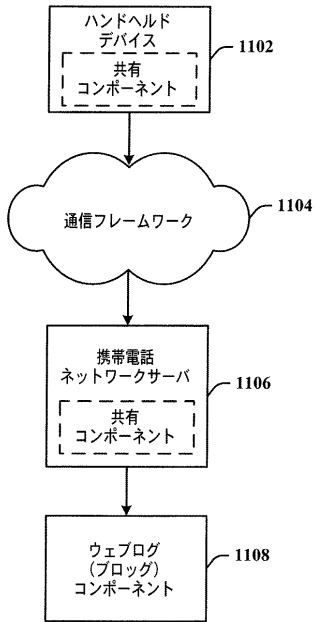 ハンドヘルド
デバイス
共有
コンポーネント
1102
通信フレームワーク
1104
携帯電話
ネットワークサーバ
共有
コンポーネント
1106
ウェブログ
(ブロッグ)
コンポーネント
1108